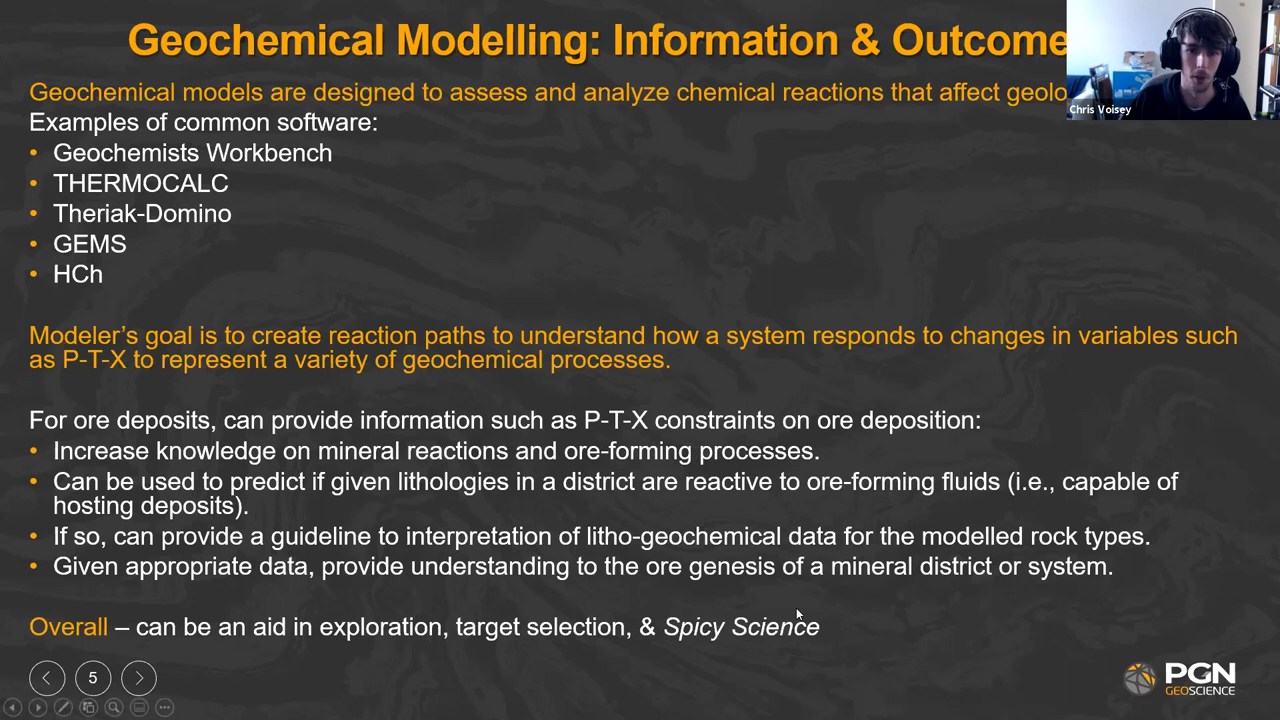 Geochemical Modelling: Information & Outcome
Geochemical models are designed to assess and analyze chemical reactions that affect geolo
Chris Voisey
Examples of common software:
• Geochemists Workbench
• THERMOCALC
• Theriak-Domino
• GEMS
• HCh
Modeler's goal is to create reaction paths to understand how a system responds to changes in variables such
as P-T-X to represent a variety of geochemical processes.
For ore deposits, can provide information such as P-T-X constraints on ore deposition:
• Increase knowledge on mineral reactions and ore-forming processes.
• Can be used to predict if given lithologies in a district are reactive to ore-forming fluids (i.e., capable of
hosting deposits).
• If so, can provide a guideline to interpretation of litho-geochemical data for the modelled rock types.
• Given appropriate data, provide understanding to the ore genesis of a mineral district or system.
Overall – can be an aid in exploration, target selection, & Spicy Science
5
PGN
GEOSCIENCE